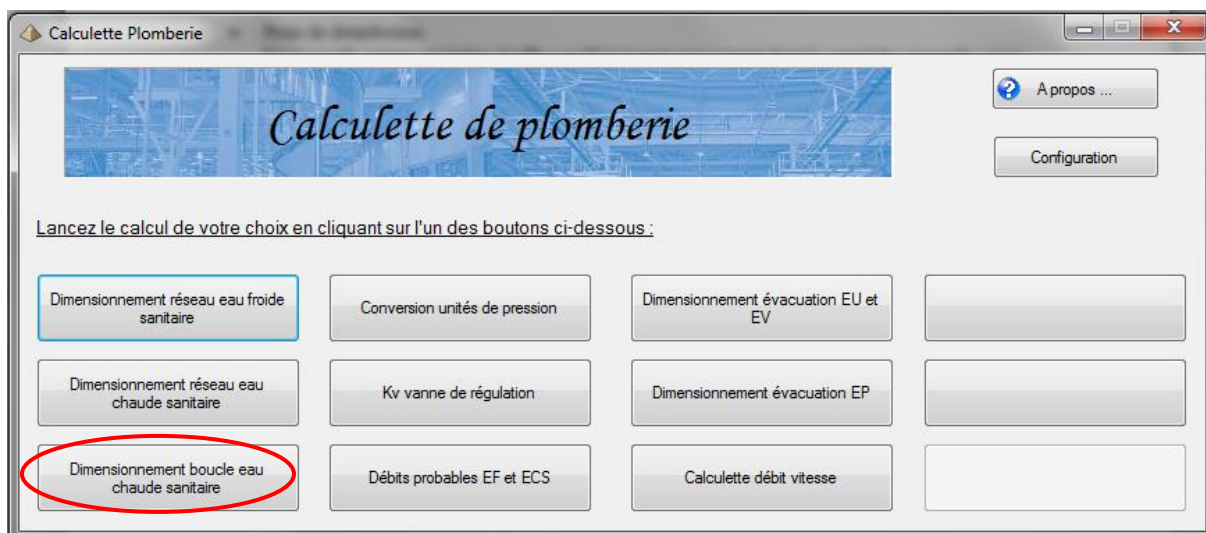 Calculette Plomberie
Calculette de plomberie
A propos ...
Configuration
Lancez le calcul de votre choix en cliquant sur l'un des boutons ci-dessous :
Dimensionnement réseau eau froide
sanitaire
Conversion unités de pression
Dimensionnement évacuation EU et
EV
Dimensionnement réseau eau
chaude sanitaire
Kv vanne de régulation
Dimensionnement évacuation EP
Dimensionnement boucle eau
chaude sanitaire
Débits probables EF et ECS
Calculette débit vitesse